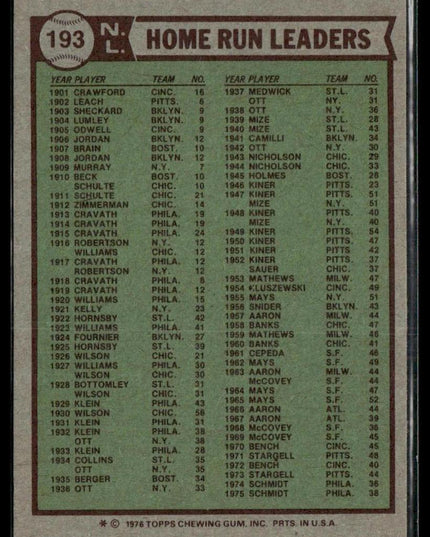 193 N.L. HOME RUN LEADERS
YEAR PLAYER TEAM NO.
1901 CRAWFORD CINC. 16
1902 LEACH PITTS. 6
1903 SHECKARD BKLYN. 9
1904 LUMLEY BKLYN. 9
1905 ODWELL CINC. 9
1906 JORDAN BKLYN. 12
1907 BRAIN BOST. 10
1908 JORDAN BKLYN. 12
1909 MURRAY N.Y. 7
1910 BECK BOST. 10
SCHULTE CHIC. 10
1911 SCHULTE CHIC. 21
1912 ZIMMERMAN CHIC. 14
1913 CRAVATH PHILA. 19
1914 CRAVATH PHILA. 19
1915 CRAVATH PHILA. 24
1916 ROBERTSON N.Y. 12
WILLIAMS CHIC. 12
1917 CRAVATH PHILA. 12
ROBERTSON N.Y. 12
1918 CRAVATH PHILA. 8
1919 CRAVATH PHILA. 12
1920 WILLIAMS PHILA. 15
1921 KELLY N.Y. 23
1922 HORNSBY ST.L. 42
1923 WILLIAMS PHILA. 41
1924 FOURNIER BKLYN. 27
1925 HORNSBY ST.L. 39
1926 WILSON CHIC. 21
1927 WILLIAMS PHILA. 30
WILSON CHIC. 30
1928 BOTTOMLEY ST.L. 31
WILSON CHIC. 31
1929 KLEIN PHILA. 43
1930 WILSON CHIC. 56
1931 KLEIN PHILA. 31
1932 KLEIN PHILA. 38
OTT N.Y. 38
1933 KLEIN PHILA. 28
1934 COLLINS ST.L. 35
OTT N.Y. 35
1935 BERGER BOST. 34
1936 OTT N.Y. 33
YEAR PLAYER TEAM NO.
1937 MEDWICK ST.L. 31
OTT NY. 31
1938 OTT N.Y. 36
1939 MIZE ST.L. 28
1940 MIZE ST.L. 43
1941 CAMILLI BKLYN. 34
1942 OTT N.Y. 30
1943 NICHOLSON CHIC. 29
1944 NICHOLSON CHIC. 33
1945 HOLMES BOST. 28
1946 KINER PITTS. 23
1947 KINER PITTS. 51
MIZE N.Y. 51
1948 KINER PITTS. 40
MIZE N.Y. 40
1949 KINER PITTS. 54
1950 KINER PITTS. 47
1951 KINER PITTS. 42
1952 KINER PITTS. 37
SAUER CHIC. 37
1953 MATHEWS MILW. 47
1954 KLUSZEWSKI CINC. 49
1955 MAYS N.Y. 51
1956 SNIDER BKLYN. 43
1957 AARON MILW. 44
1958 BANKS CHIC. 47
1959 MATHEWS MILW. 46
1960 BANKS CHIC. 41
1961 CEPEDA S.F. 46
1962 MAYS S.F. 49
1963 AARON MILW. 44
McCOVEY S.F. 44
1964 MAYS S.F. 47
1965 MAYS S.F. 52
1966 AARON ATL. 44
1967 AARON ATL. 39
1968 McCOVEY S.F. 36
1969 McCOVEY S.F. 45
1970 BENCH CINC. 45
1971 STARGELL PITTS. 48
1972 BENCH CINC. 40
1973 STARGELL PITTS. 44
1974 SCHMIDT PHILA. 36
1975 SCHMIDT PHILA. 38
* © 1976 TOPPS CHEWING GUM, INC. PRTS. IN U.S.A.